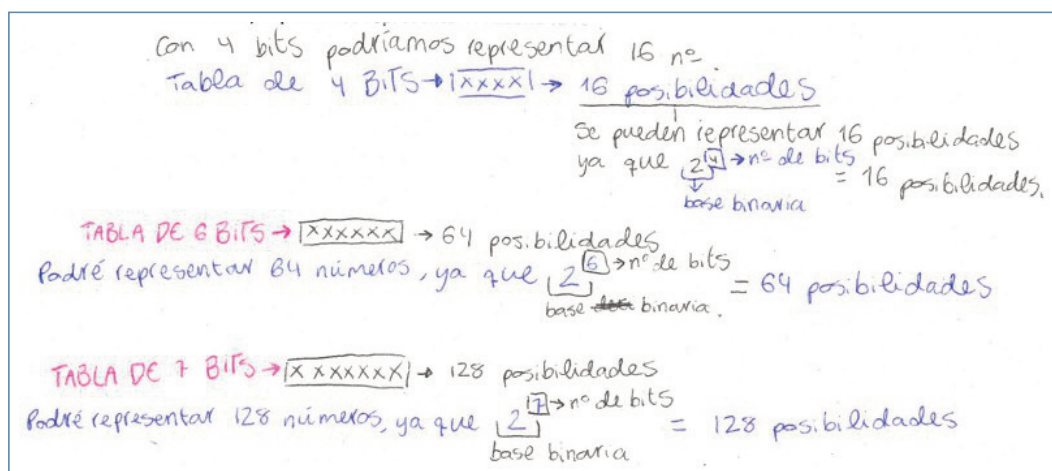 Con 4 bits podríamos representar 16 nº.
Tabla de 4 BITS → |xxxx| → 16 posibilidades
Se pueden representar 16 posibilidades
ya que 2^4 → nº de bits = 16 posibilidades.
base binaria
TABLA DE 6 BITS → |xxxxxx| → 64 posibilidades
Podré representar 64 números, ya que 2^6 → nº de bits = 64 posibilidades
base binaria.
TABLA DE 7 BITS → |xxxxxxx| → 128 posibilidades
Podré representar 128 números, ya que 2^7 → nº de bits = 128 posibilidades
base binaria